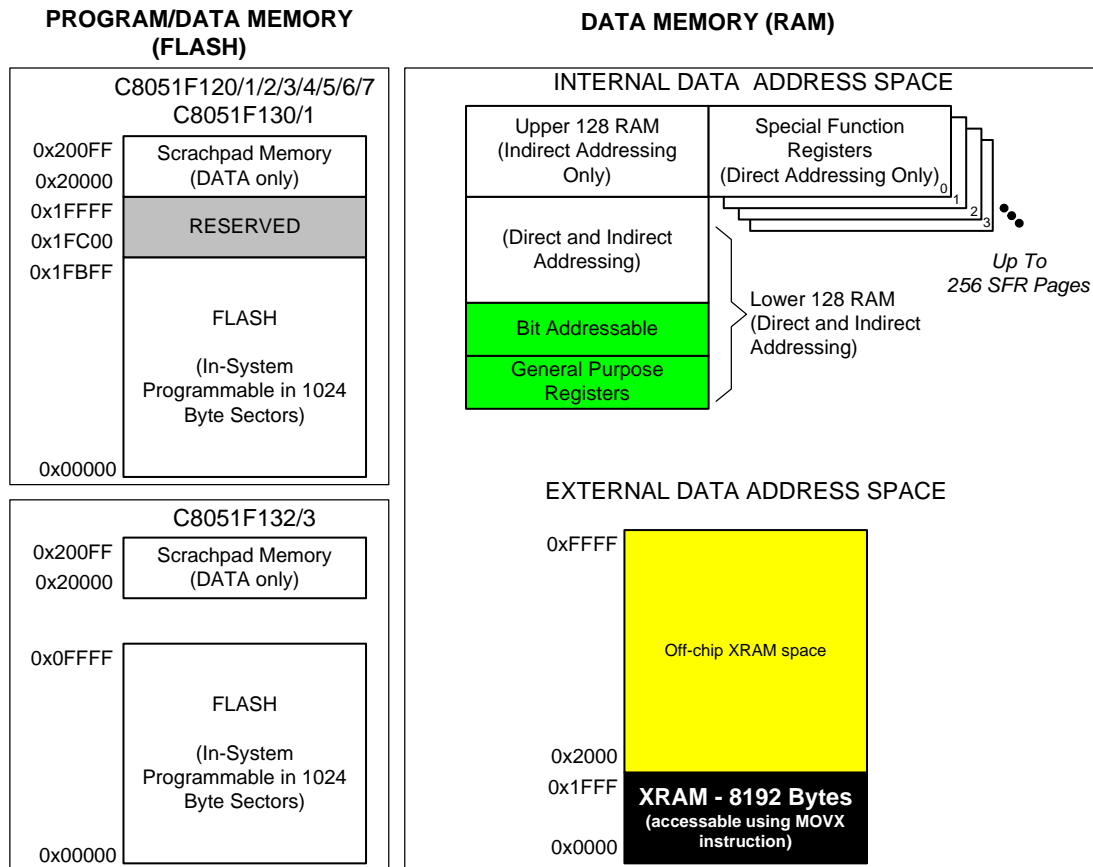 PROGRAM/DATA MEMORY
(FLASH)
DATA MEMORY (RAM)
C8051F120/1/2/3/4/5/6/7
C8051F130/1
0x200FF
0x20000
Scrachpad Memory
(DATA only)
0x1FFFF
0x1FC00
RESERVED
0x1FBFF
FLASH
(In-System
Programmable in 1024
Byte Sectors)
0x00000
C8051F132/3
0x200FF
0x20000
Scrachpad Memory
(DATA only)
0x0FFFF
FLASH
(In-System
Programmable in 1024
Byte Sectors)
0x00000
INTERNAL DATA ADDRESS SPACE
Upper 128 RAM
(Indirect Addressing
Only)
Special Function
Registers
(Direct Addressing Only)
0
1
2
3
Up To
256 SFR Pages
(Direct and Indirect
Addressing)
Bit Addressable
General Purpose
Registers
Lower 128 RAM
(Direct and Indirect
Addressing)
EXTERNAL DATA ADDRESS SPACE
0xFFFF
Off-chip XRAM space
0x2000
0x1FFF
XRAM - 8192 Bytes
(accessable using MOVX
instruction)
0x0000